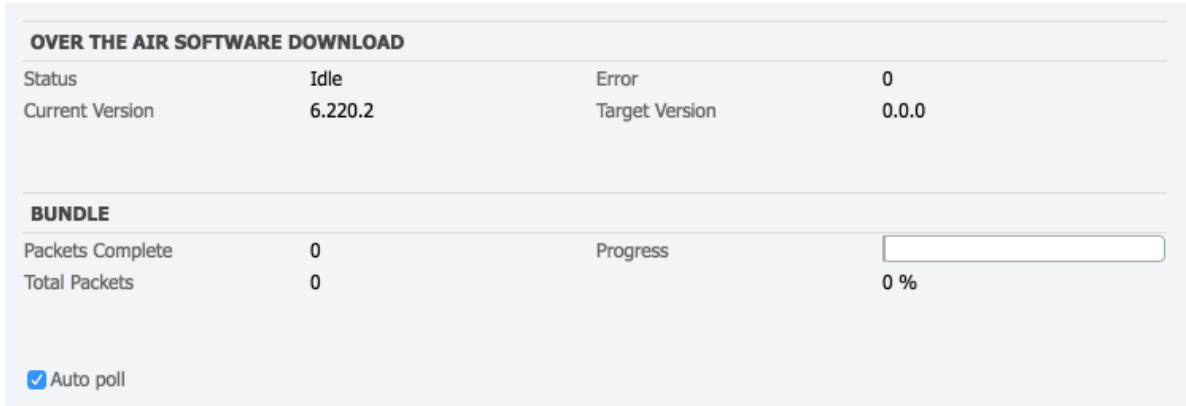 OVER THE AIR SOFTWARE DOWNLOAD
Status Idle Error 0
Current Version 6.220.2 Target Version 0.0.0
BUNDLE
Packets Complete 0 Progress
Total Packets 0 0 %
Auto poll